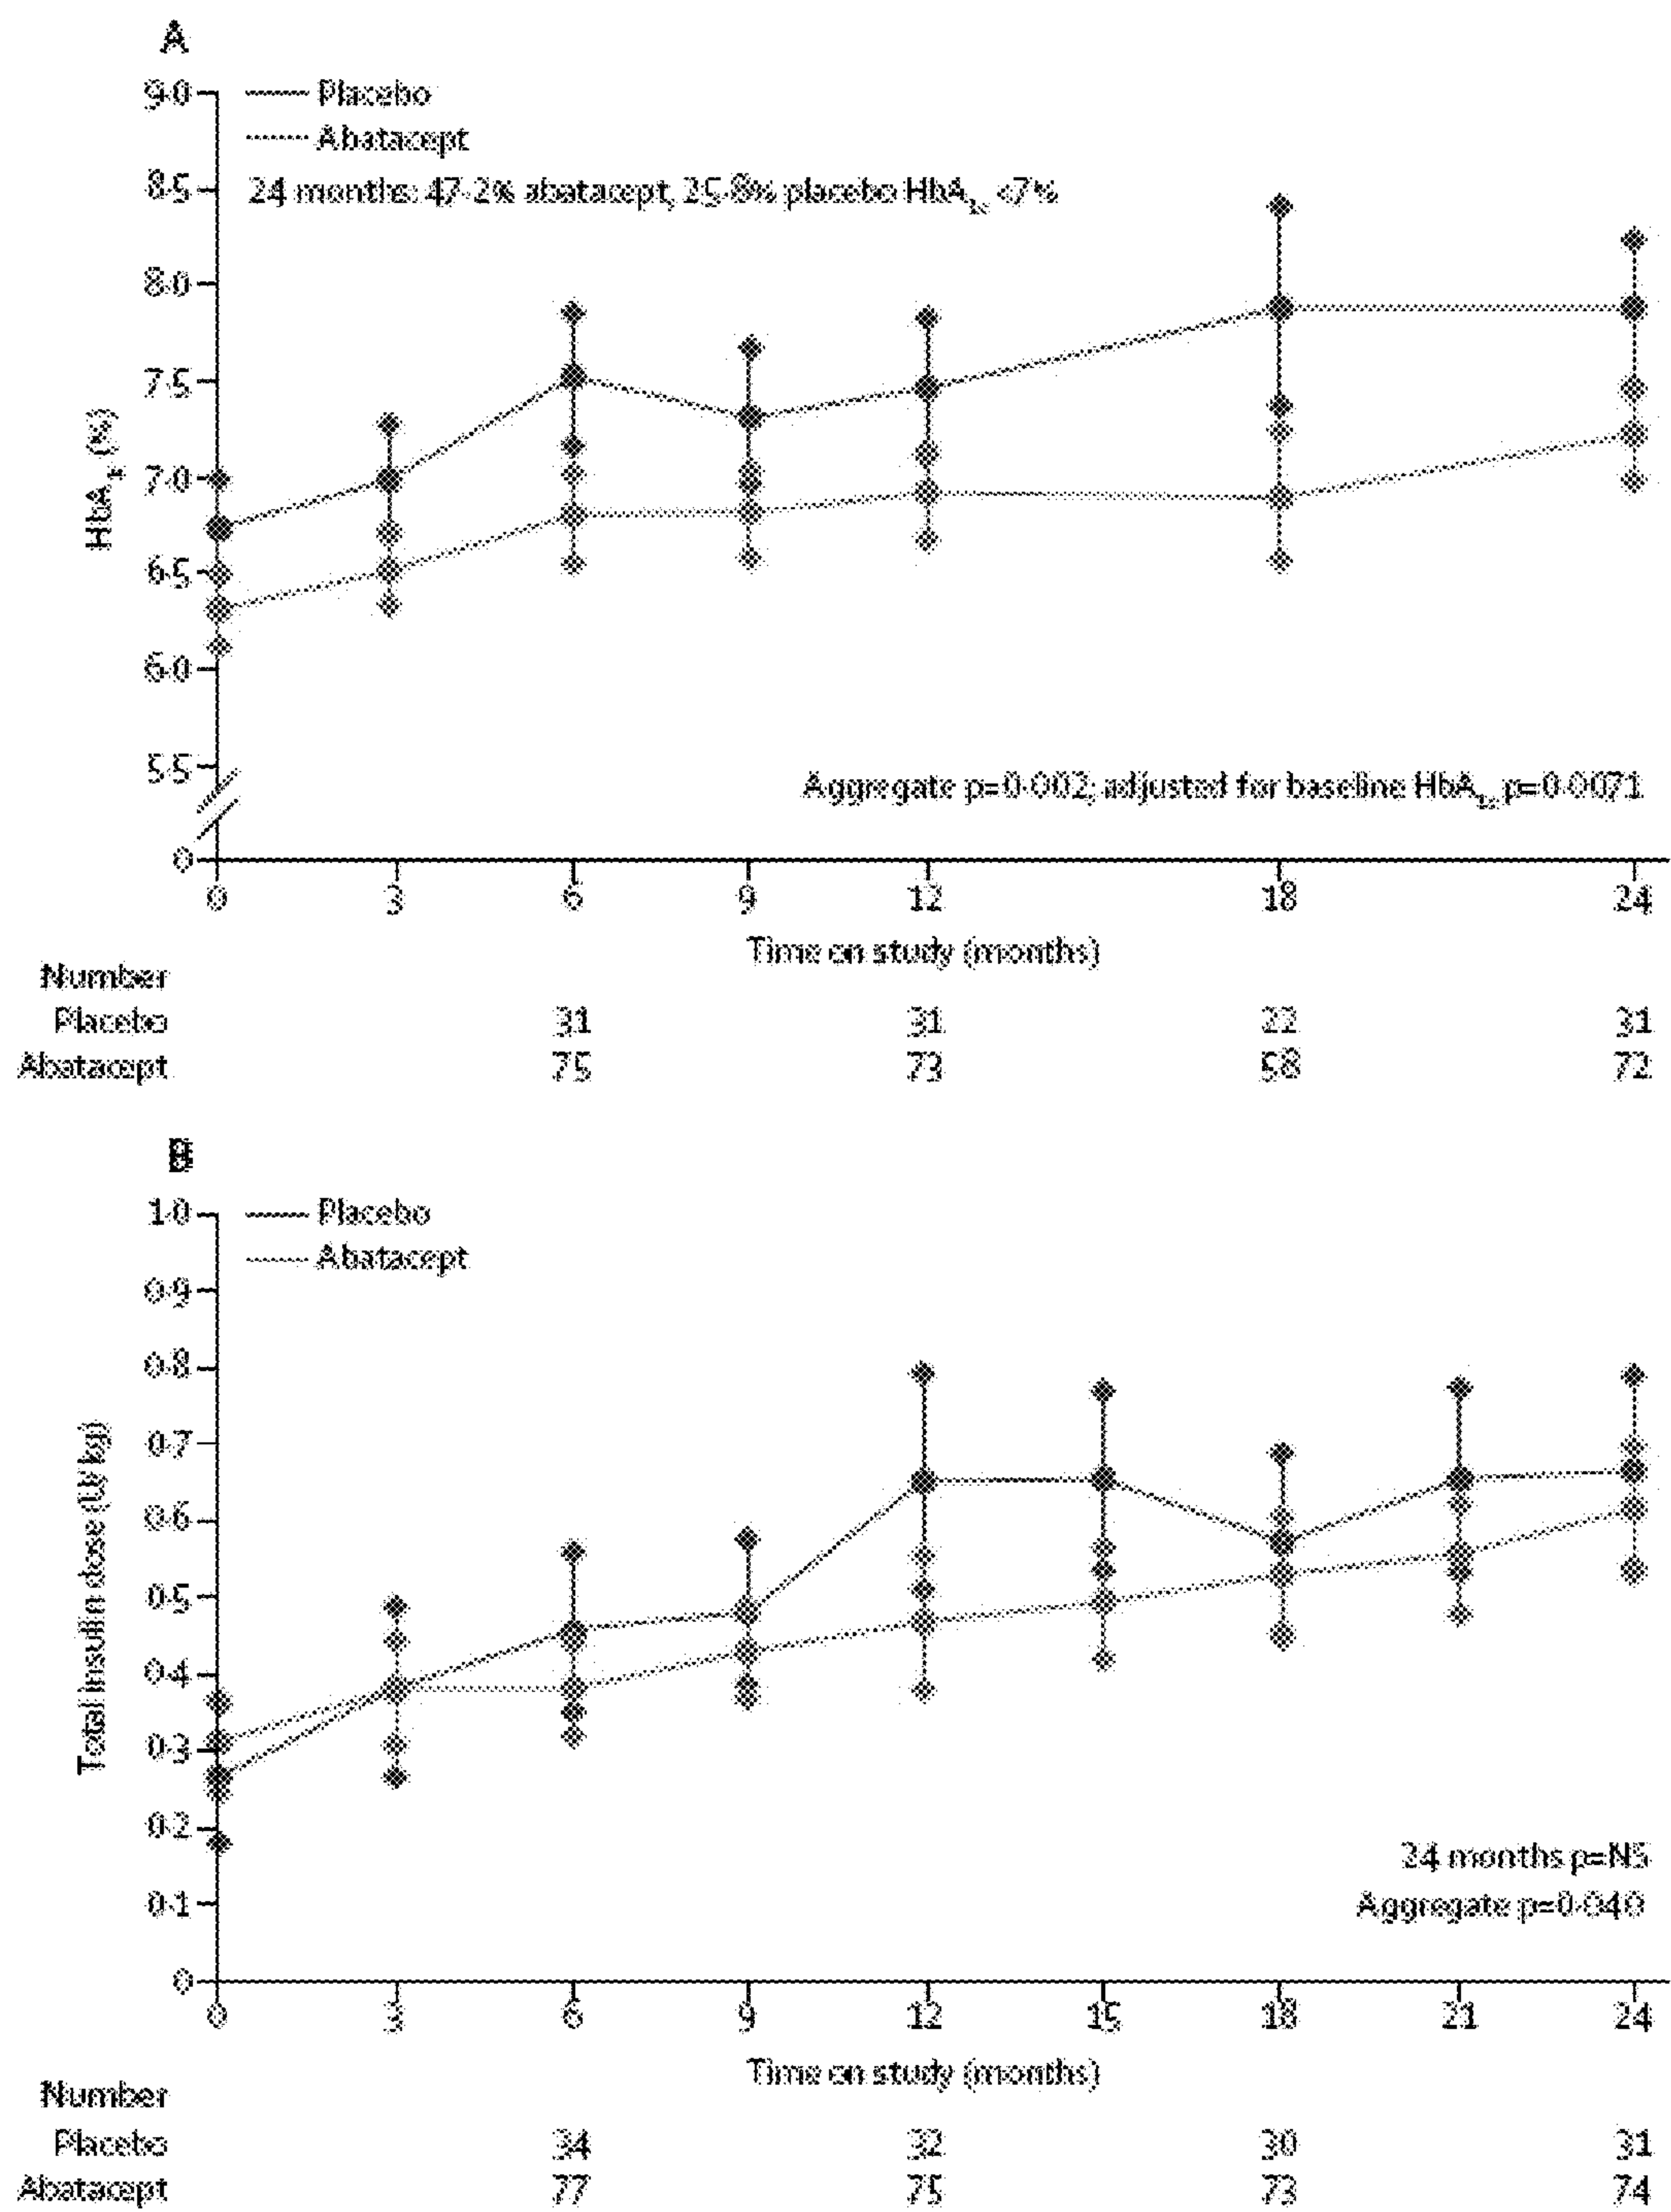 A
9·0
Placebo
Abatacept
8·5
24 months: 47·2% abatacept, 25·8% placebo HbA1c <7%
8·0
7·5
7·0
6·5
6·0
5·5
0
HbA1c (%)
Aggregate p=0·002; adjusted for baseline HbA1c p=0·0071
0 3 6 9 12 18 24
Time on study (months)
Number
Placebo 31 31 22 31
Abatacept 75 73 58 72
B
1·0
Placebo
Abatacept
0·9
0·8
0·7
0·6
0·5
0·4
0·3
0·2
0·1
0
Total insulin dose (U/kg)
24 months p=NS
Aggregate p=0·040
0 3 6 9 12 15 18 21 24
Time on study (months)
Number
Placebo 34 32 30 31
Abatacept 77 75 73 74